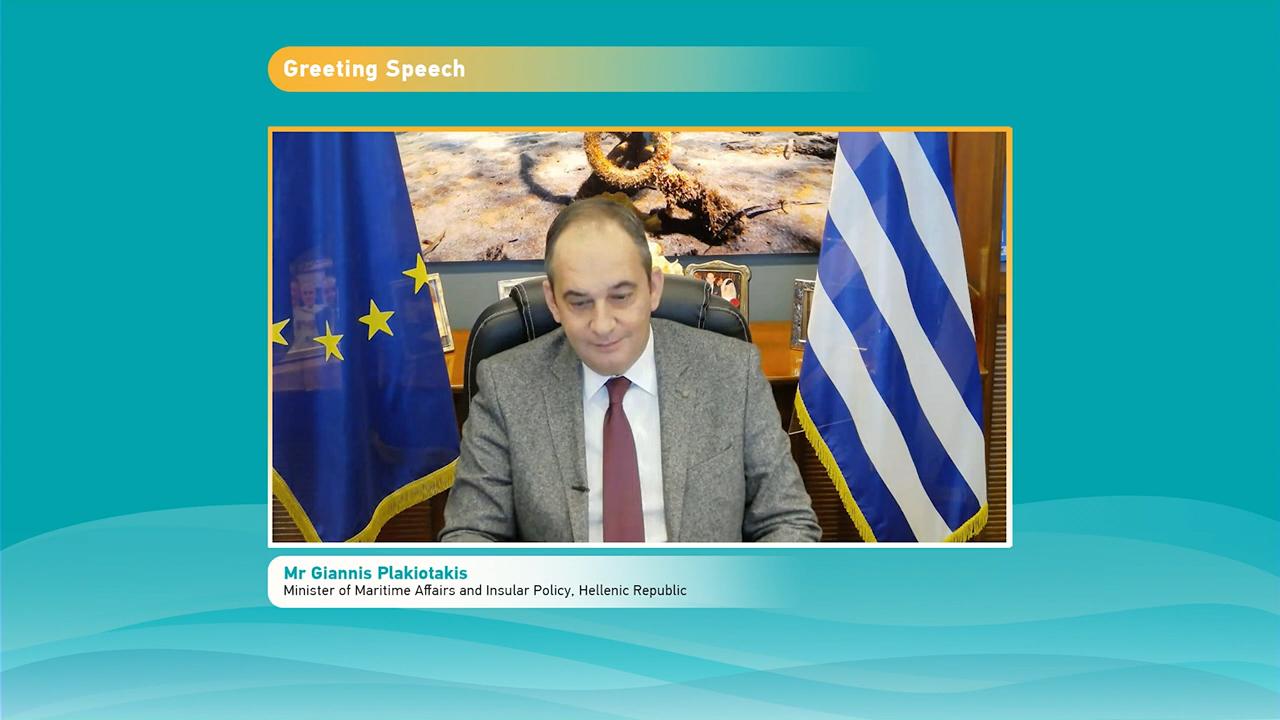 Greeting Speech
Mr Giannis Plakiotakis
Minister of Maritime Affairs and Insular Policy, Hellenic Republic